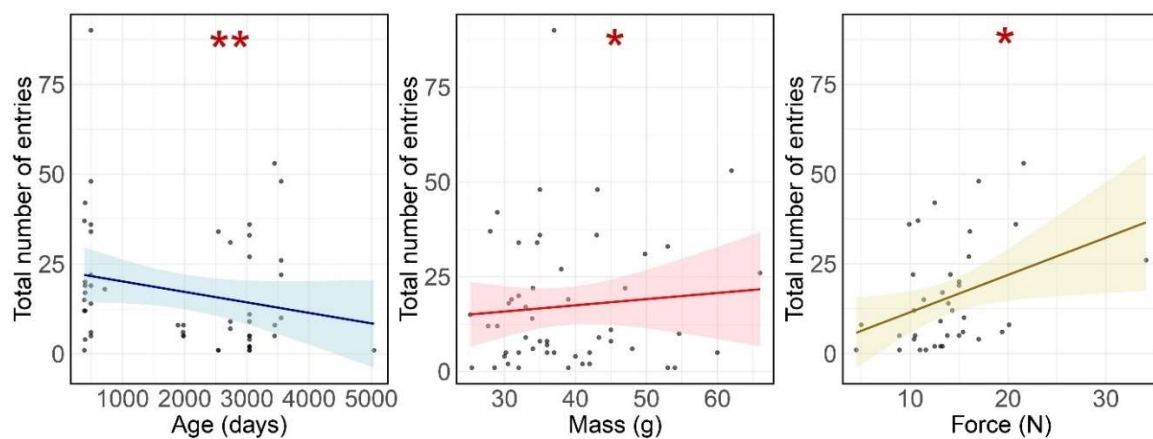 **
Total number of entries
75
50
25
0
1000 2000 3000 4000 5000
Age (days)
*
Total number of entries
75
50
25
0
30 40 50 60
Mass (g)
*
Total number of entries
75
50
25
0
10 20 30
Force (N)